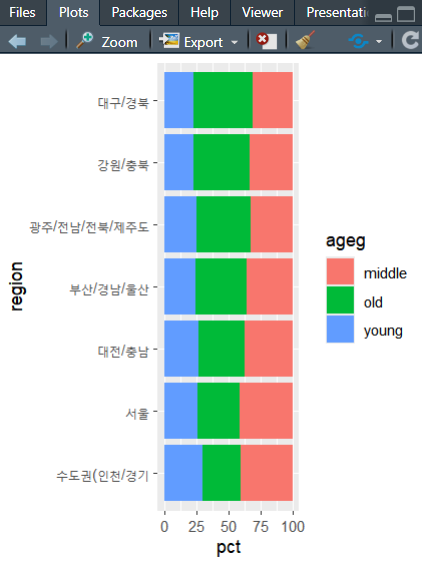 Files Plots Packages Help Viewer Presentati
Zoom Export
대구/경북
강원/충북
광주/전남/전북/제주도
부산/경남/울산
대전/충남
서울
수도권(인천/경기
region
0 25 50 75 100
pct
ageg
middle
old
young